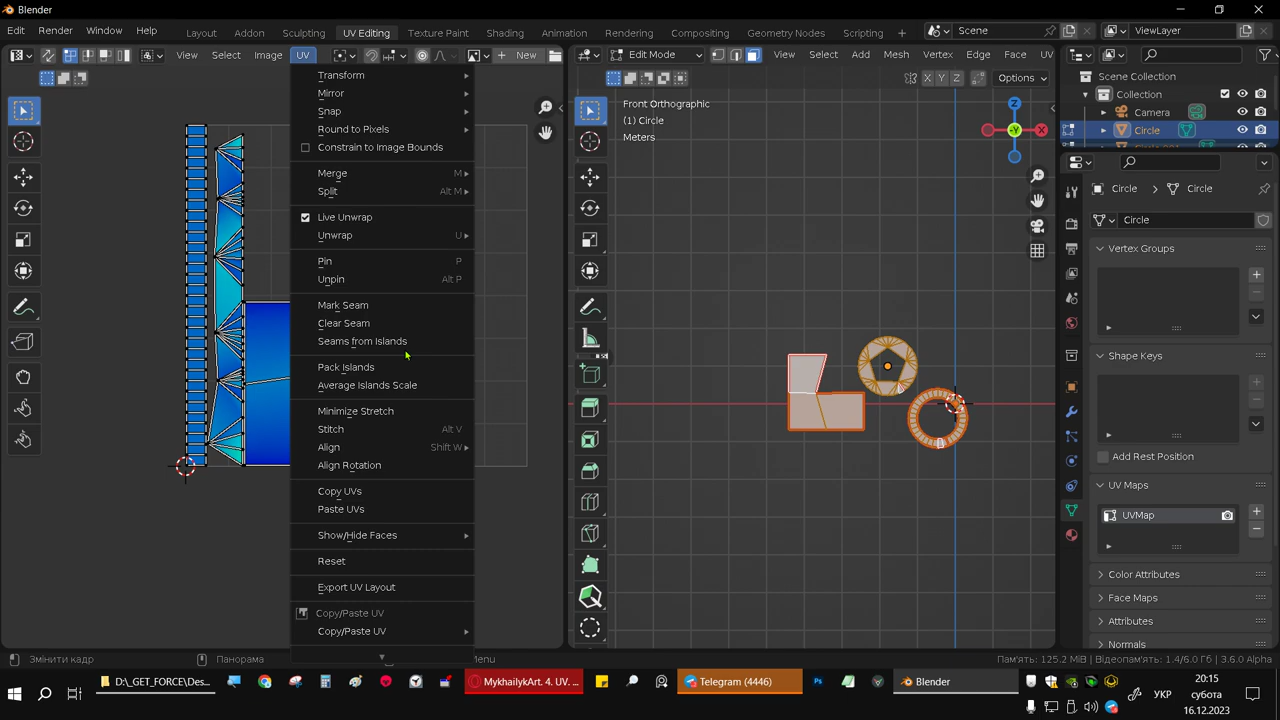 Blender
File Render Window Help
Layout Addon Sculpting UV Editing Texture Paint Shading Animation Rendering Compositing Geometry Nodes Scripting
Scene
ViewLayer
View Select Image UV New
Edit Mode View Select Add Mesh Vertex Edge Face UV
X Y Z Options
Transform
Mirror
Snap
Round to Pixels
Constrain to Image Bounds
Merge M
Split Alt M
Live Unwrap
Unwrap U
Pin P
Unpin Alt P
Mark Seam
Clear Seam
Seams from Islands
Pack Islands
Average Islands Scale
Minimize Stretch
Stitch Alt V
Align Shift W
Align Rotation
Copy UVs
Paste UVs
Show/Hide Faces
Reset
Export UV Layout
Copy/Paste UV
Copy/Paste UV
Front Orthographic
(1) Circle
Meters
Z
-Y
X
Scene Collection
Collection
Camera
Circle
Circle.001
Circle Circle
Circle
Vertex Groups
Shape Keys
Add Rest Position
UV Maps
UVMap
Color Attributes
Face Maps
Attributes
Normals
Змінити кадр Панорама Menu
Пам'ять: 125.2 MiB | Відеопам'ять: 1.4/6.0 Гб | 3.6.0 Alpha
D:\_GET_FORCE\Des...
MykhailykArt. 4. UV. ...
Telegram (4446)
Ps
Blender
УКР
20:15
субота
16.12.2023